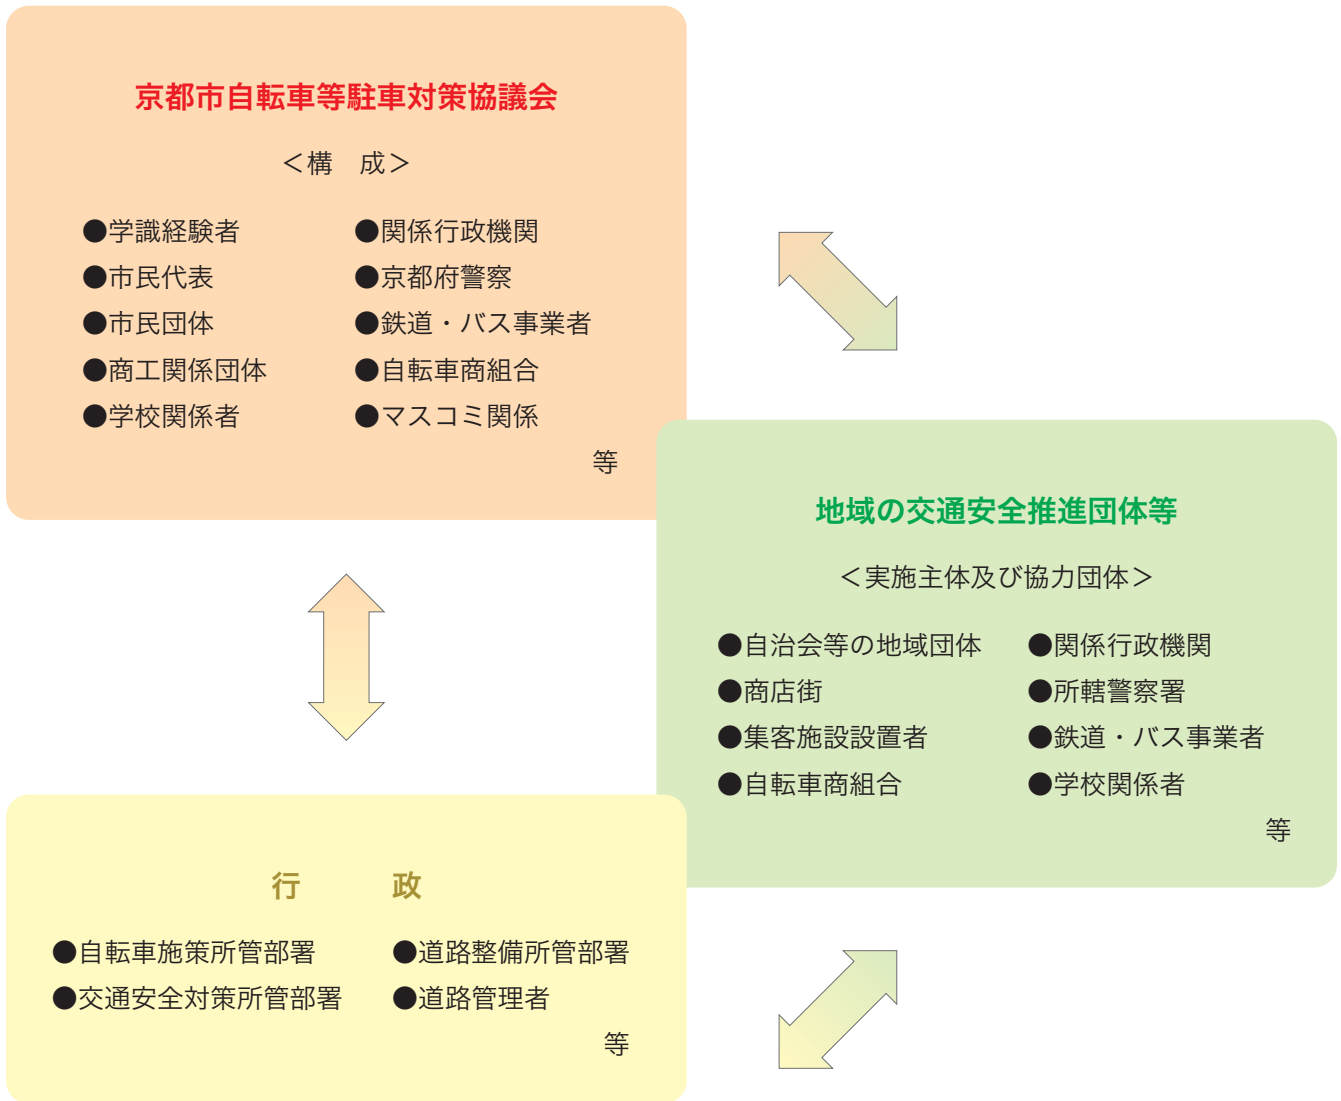 京都市自転車等駐車対策協議会
＜構　成＞
●学識経験者　●関係行政機関
●市民代表　●京都府警察
●市民団体　●鉄道・バス事業者
●商工関係団体　●自転車商組合
●学校関係者　●マスコミ関係
等
地域の交通安全推進団体等
＜実施主体及び協力団体＞
●自治会等の地域団体　●関係行政機関
●商店街　●所轄警察署
●集客施設設置者　●鉄道・バス事業者
●自転車商組合　●学校関係者
等
行　政
●自転車施策所管部署　●道路整備所管部署
●交通安全対策所管部署　●道路管理者
等